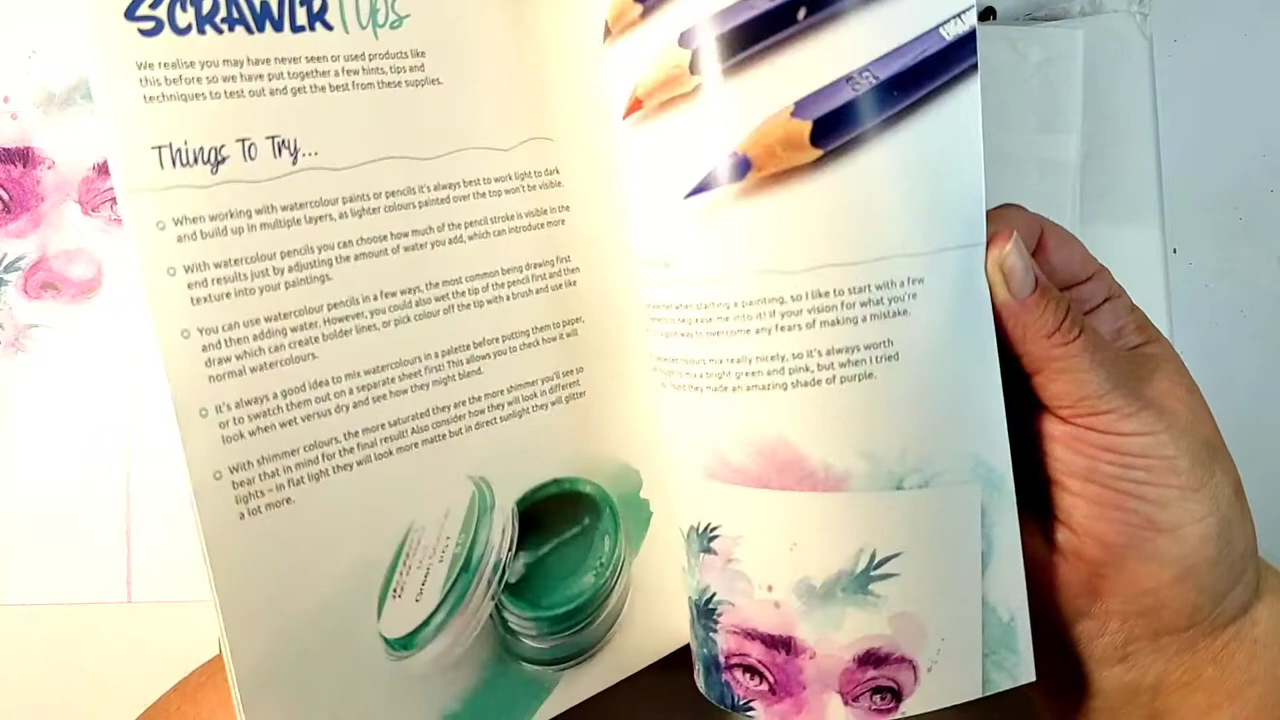 SCRAWLR Tips
We realise you may have never seen or used products like
this before so we have put together a few hints, tips and
techniques to test out and get the best from these supplies.
Things To Try...
When working with watercolour paints or pencils it's always best to work light to dark
and build up in multiple layers, as lighter colours painted over the top won't be visible.
With watercolour pencils you can choose how much of the pencil stroke is visible in the
end results just by adjusting the amount of water you add, which can introduce more
texture into your paintings.
You can use watercolour pencils in a few ways, the most common being drawing first
and then adding water. However, you could also wet the tip of the pencil first and then
draw which can create bolder lines, or pick colour off the tip with a brush and use like
normal watercolours.
It's always a good idea to mix watercolours in a palette before putting them to paper,
or to swatch them out on a separate sheet first! This allows you to check how it will
look when wet versus dry and see how they might blend.
With shimmer colours, the more saturated they are the more shimmer you'll see so
bear that in mind for the final result! Also consider how they will look in different
lights – in flat light they will look more matte but in direct sunlight they will glitter
a lot more.
when starting a painting, so I like to start with a few
me into it! If your vision for what you're
way to overcome any fears of making a mistake.
mix really nicely, so it's always worth
bright green and pink, but when I tried
they made an amazing shade of purple.